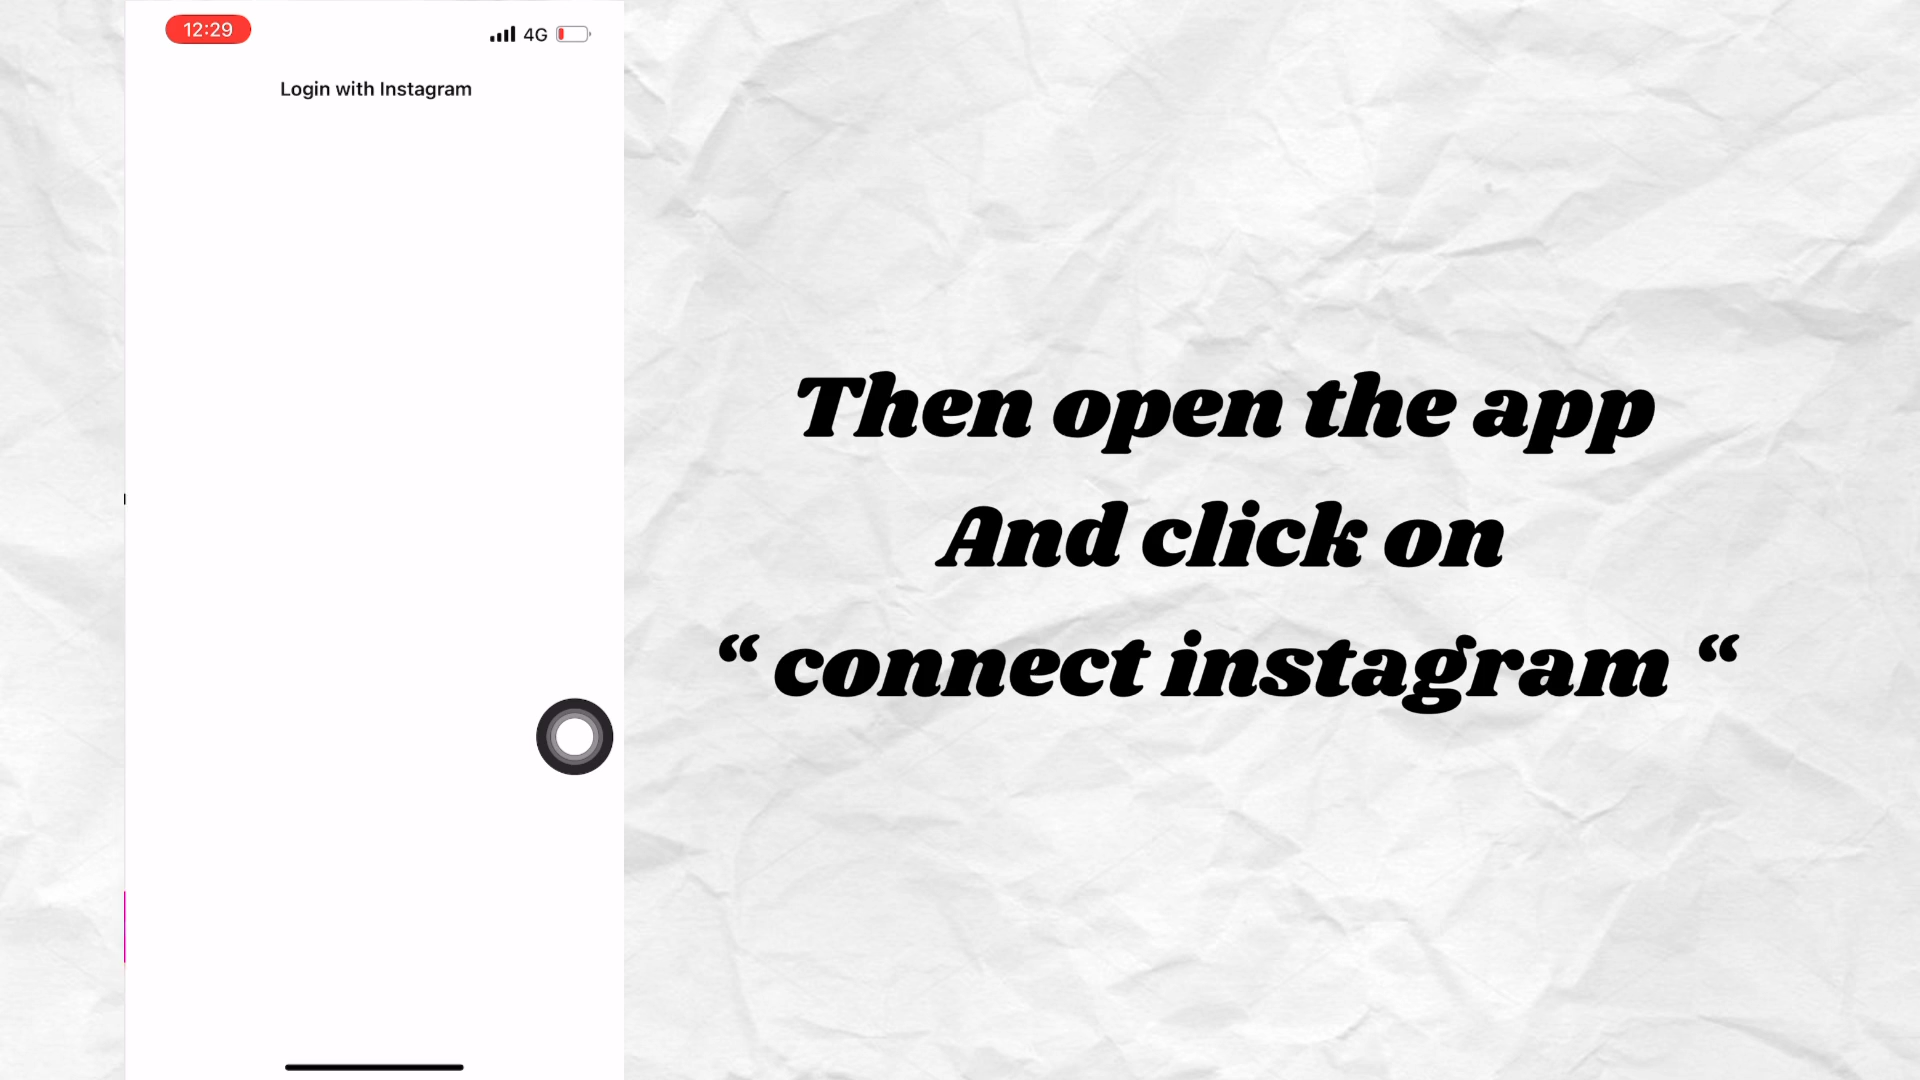 12:29
4G
Login with Instagram
Then open the app
And click on
“ connect instagram “